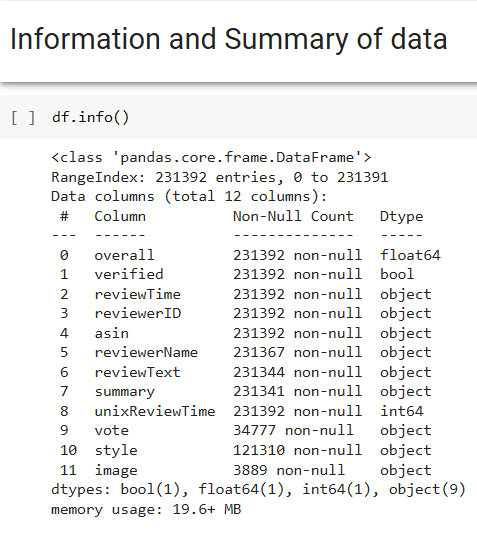 Information and Summary of data
[ ] df.info()
<class 'pandas.core.frame.DataFrame'>
RangeIndex: 231392 entries, 0 to 231391
Data columns (total 12 columns):
 #   Column          Non-Null Count   Dtype
---  ------          --------------   -----
 0   overall         231392 non-null  float64
 1   verified        231392 non-null  bool
 2   reviewTime      231392 non-null  object
 3   reviewerID      231392 non-null  object
 4   asin            231392 non-null  object
 5   reviewerName    231367 non-null  object
 6   reviewText      231344 non-null  object
 7   summary         231341 non-null  object
 8   unixReviewTime  231392 non-null  int64
 9   vote            34777 non-null   object
 10  style           121310 non-null  object
 11  image           3889 non-null    object
dtypes: bool(1), float64(1), int64(1), object(9)
memory usage: 19.6+ MB